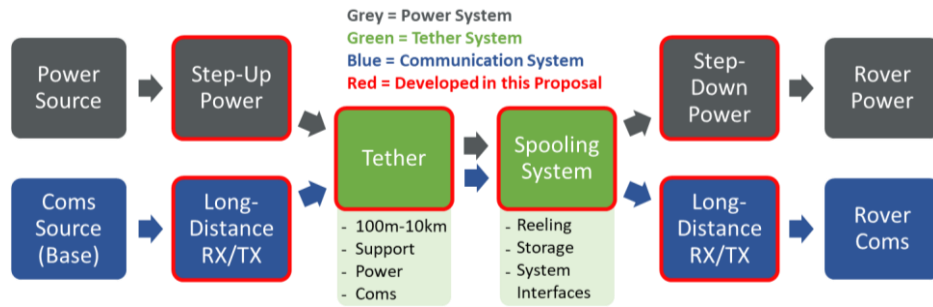 Grey = Power System
Green = Tether System
Blue = Communication System
Red = Developed in this Proposal
Power
Source
Step-Up
Power
Tether
Spooling
System
Step-
Down
Power
Rover
Power
Coms
Source
(Base)
Long-
Distance
RX/TX
- 100m-10km
- Support
- Power
- Coms
- Reeling
- Storage
- System
Interfaces
Long-
Distance
RX/TX
Rover
Coms